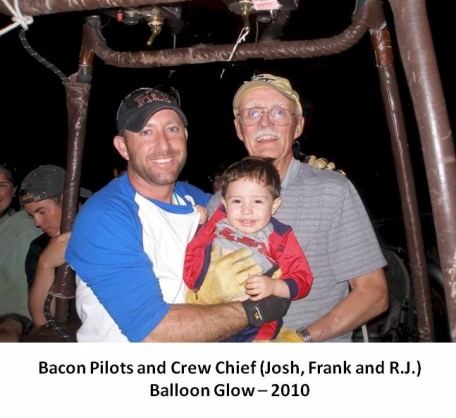 Bacon Pilots and Crew Chief (Josh, Frank and R.J.)
Balloon Glow – 2010